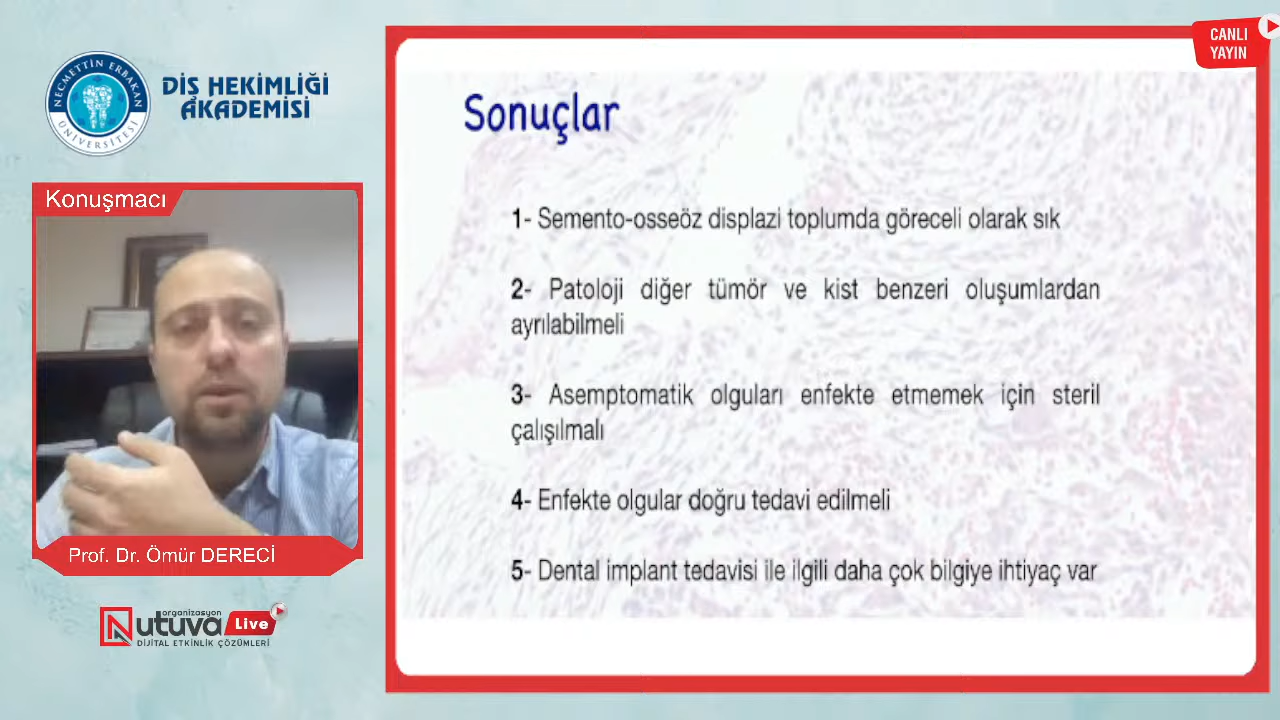 NECMETTİN ERBAKAN
ÜNİVERSİTESİ
DİŞ HEKİMLİĞİ
AKADEMİSİ
Konuşmacı
Prof. Dr. Ömür DERECİ
organizasyon
Nutuva Live
DİJİTAL ETKİNLİK ÇÖZÜMLERİ
CANLI
YAYIN
Sonuçlar
1- Semento-osseöz displazi toplumda göreceli olarak sık
2- Patoloji diğer tümör ve kist benzeri oluşumlardan
ayrılabilmeli
3- Asemptomatik olguları enfekte etmemek için steril
çalışılmalı
4- Enfekte olgular doğru tedavi edilmeli
5- Dental implant tedavisi ile ilgili daha çok bilgiye ihtiyaç var